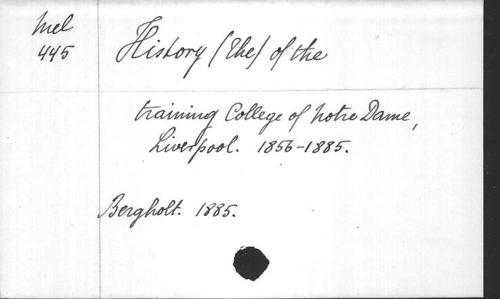 Mel
445
History (The) of the
training College of Notre Dame,
Liverpool. 1856-1885.
Bergholt. 1885.